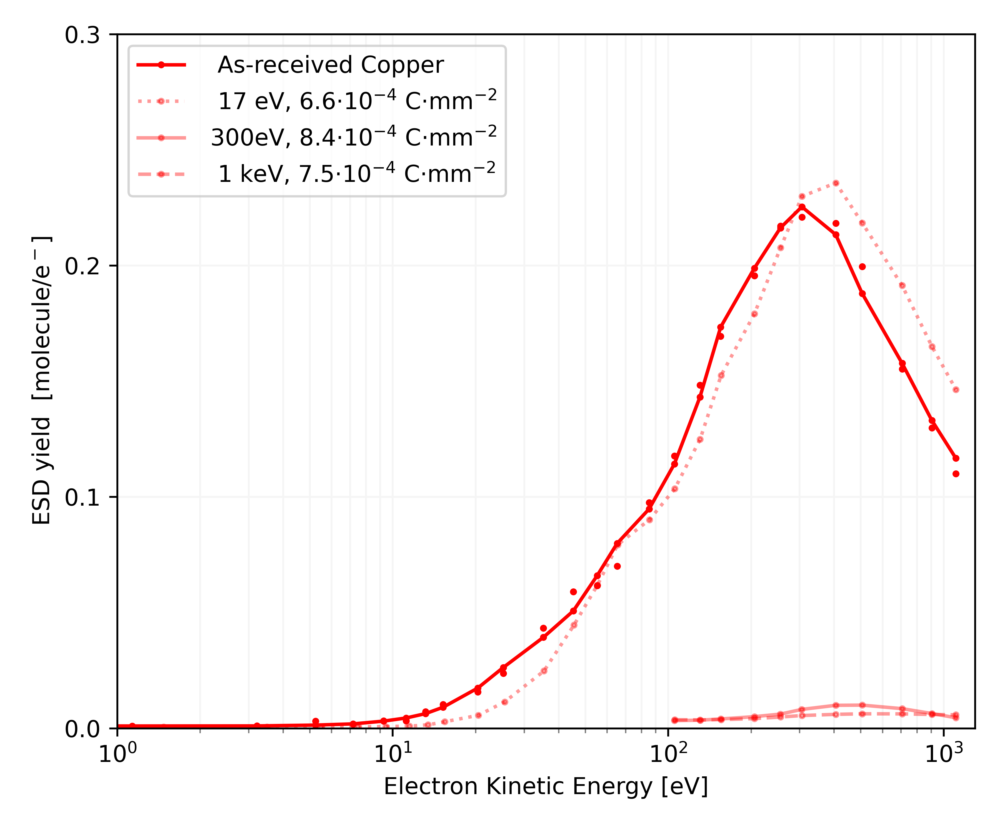 0.3
As-received Copper
17 eV, 6.6·10⁻⁴ C·mm⁻²
300eV, 8.4·10⁻⁴ C·mm⁻²
1 keV, 7.5·10⁻⁴ C·mm⁻²
ESD yield [molecule/e⁻]
0.2
0.1
0.0
10⁰
10¹
10²
10³
Electron Kinetic Energy [eV]